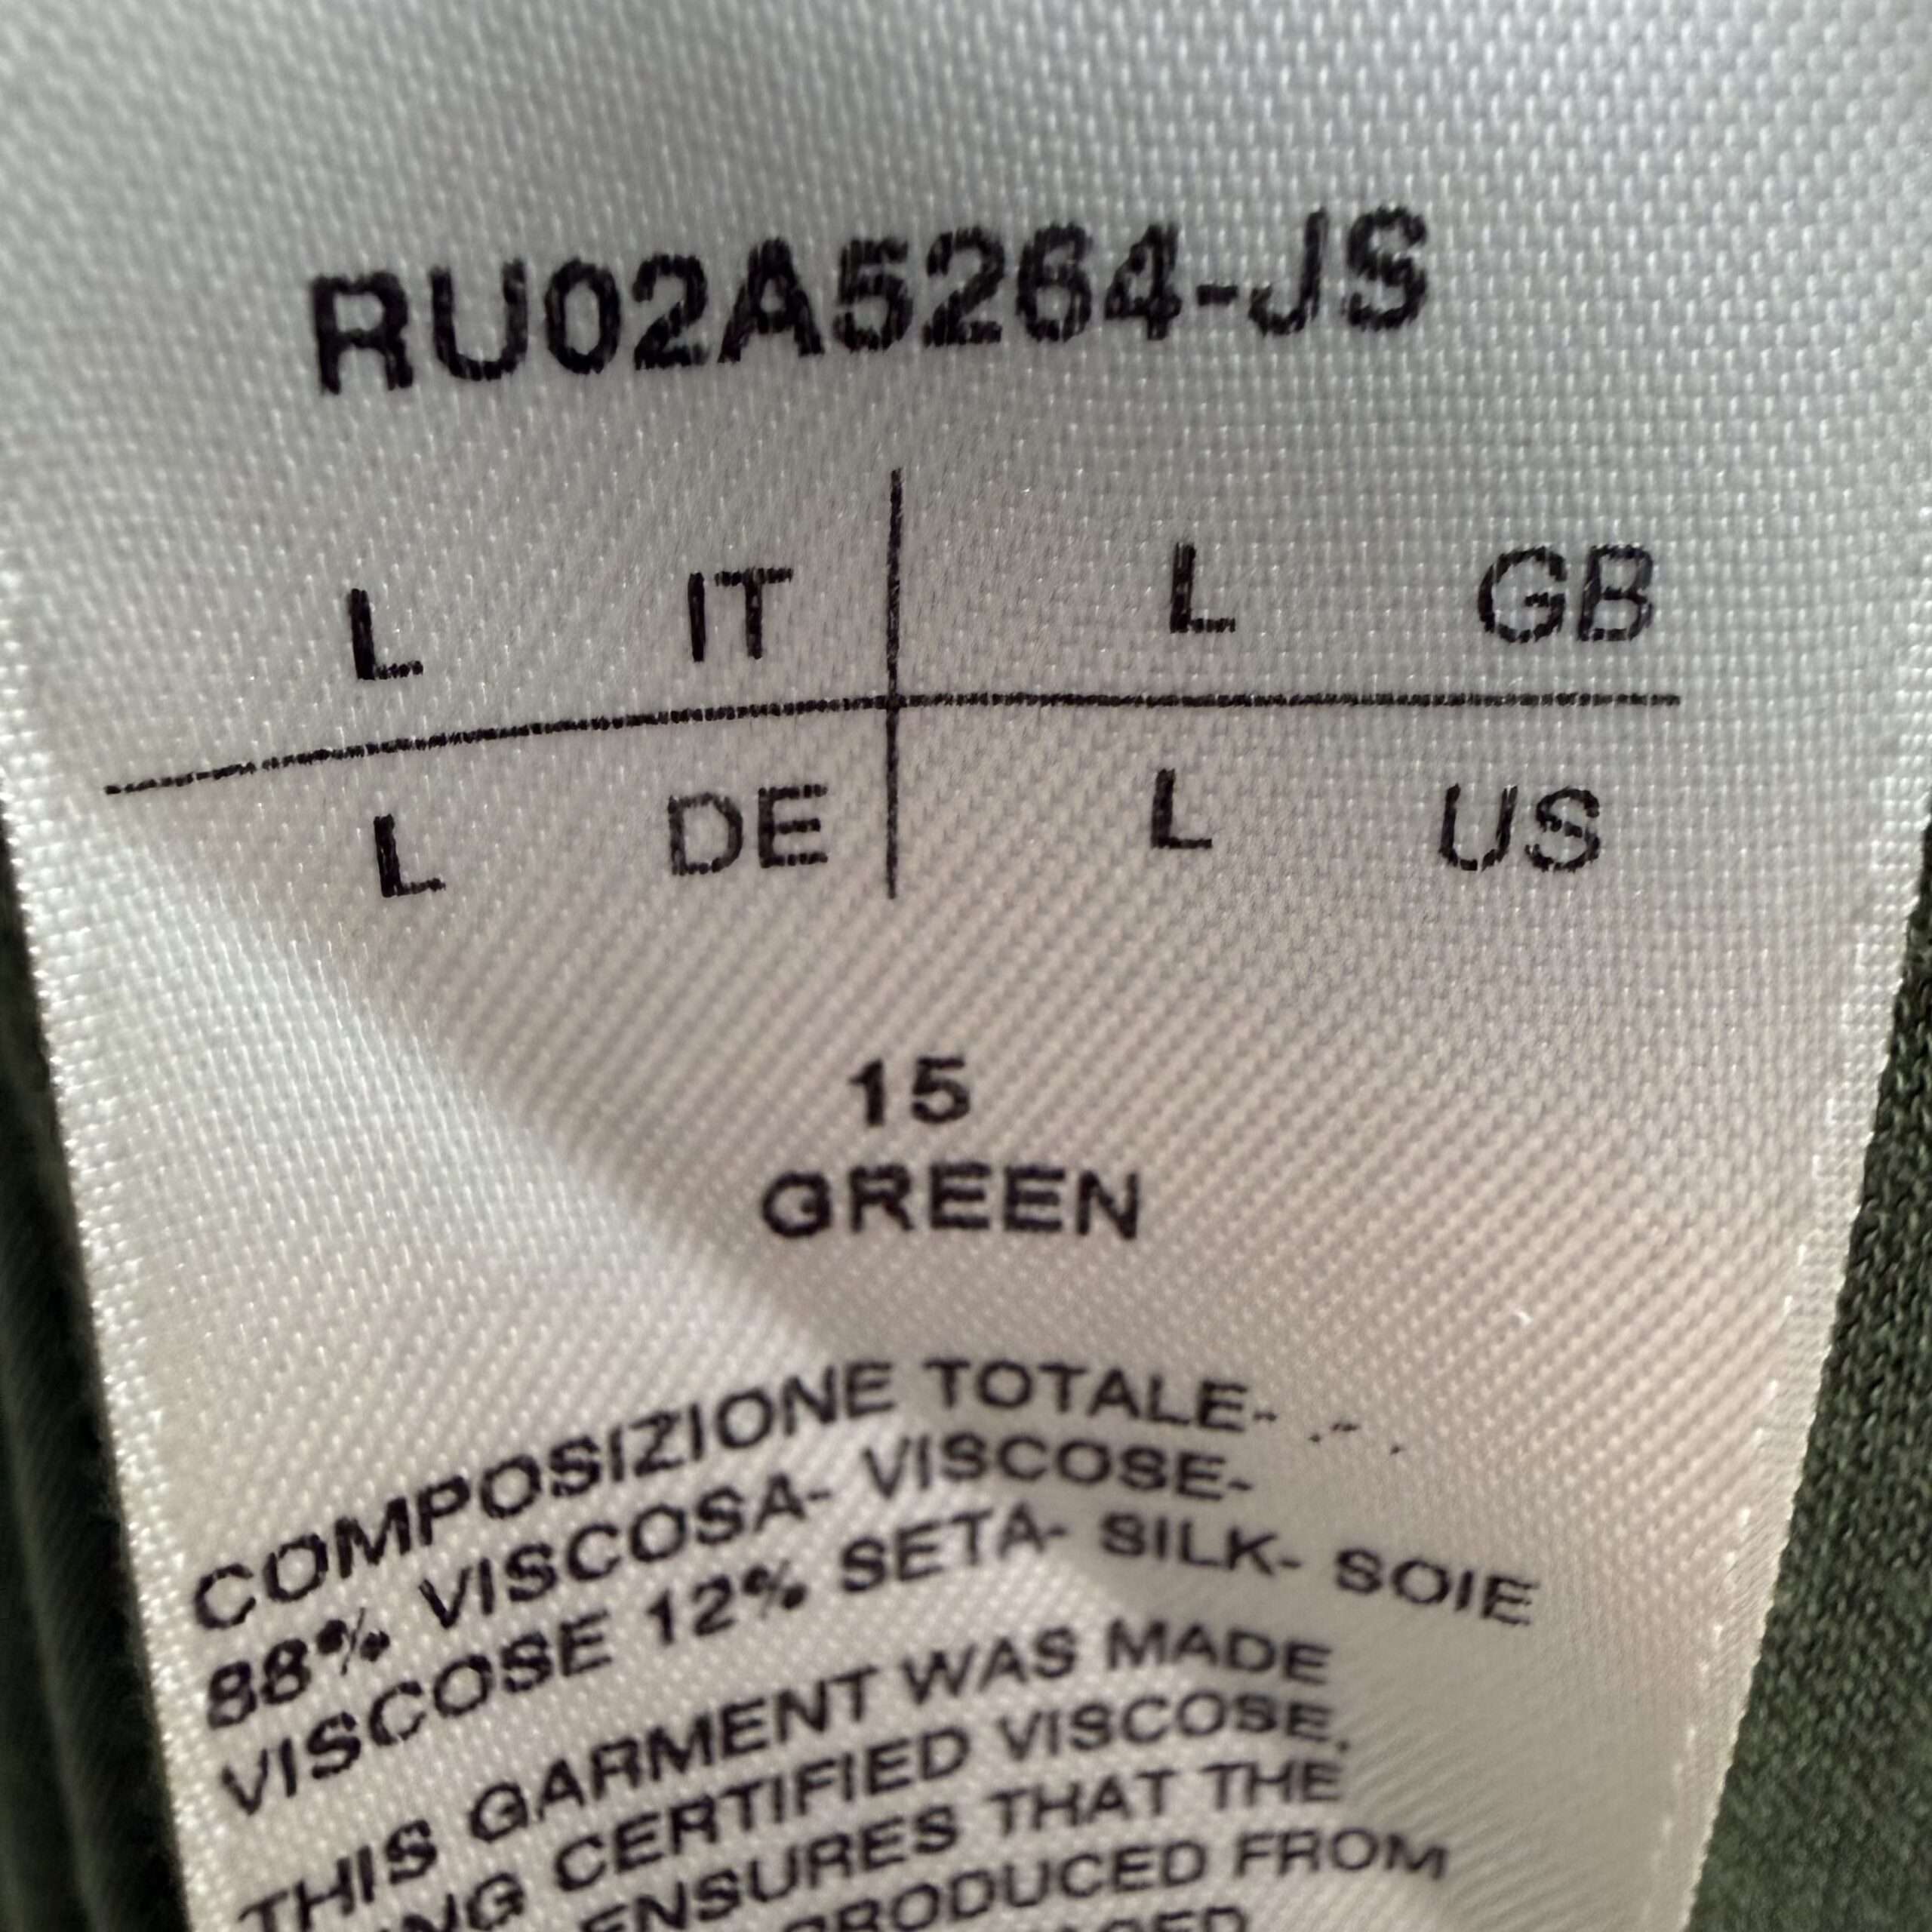 RU02A5264-JS
L IT L GB
L DE L US
15
GREEN
COMPOSIZIONE TOTALE-
88% VISCOSA- VISCOSE-
VISCOSE 12% SETA- SILK- SOIE
THIS GARMENT WAS MADE
CERTIFIED VISCOSE.
ENSURES THAT THE
PRODUCED FROM